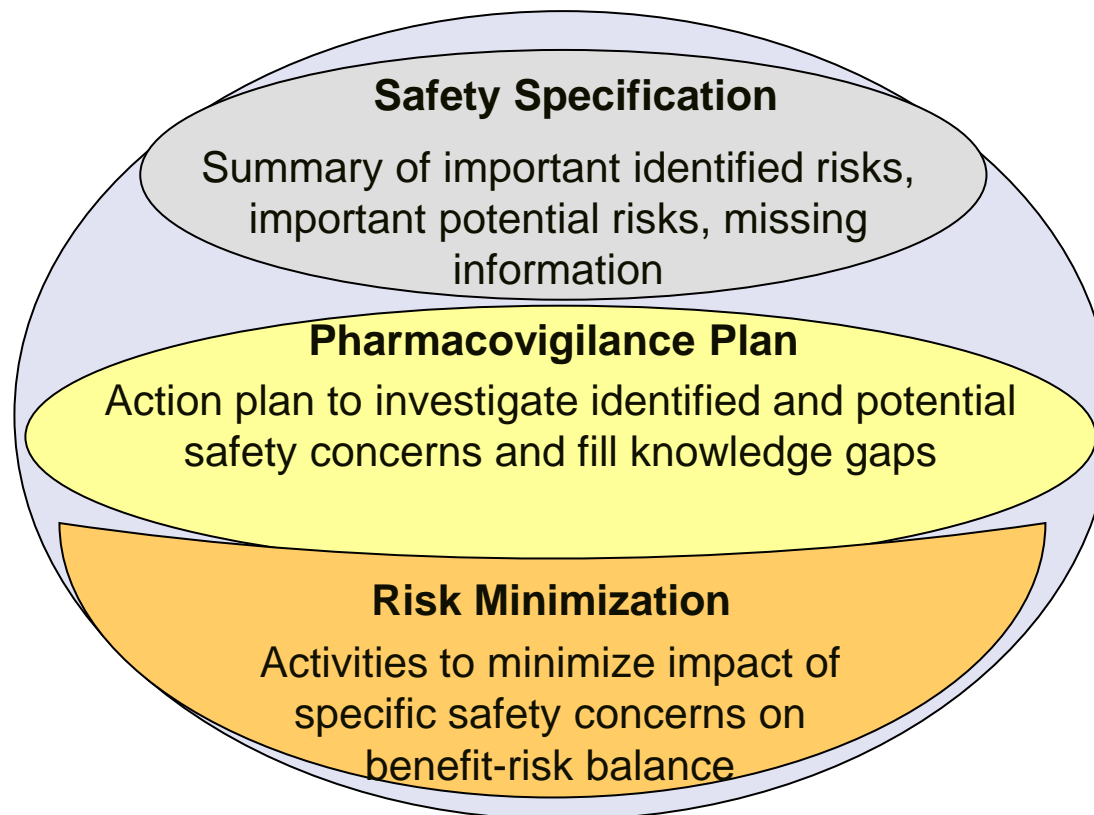 Safety Specification
Summary of important identified risks,
important potential risks, missing
information
Pharmacovigilance Plan
Action plan to investigate identified and potential
safety concerns and fill knowledge gaps
Risk Minimization
Activities to minimize impact of
specific safety concerns on
benefit-risk balance